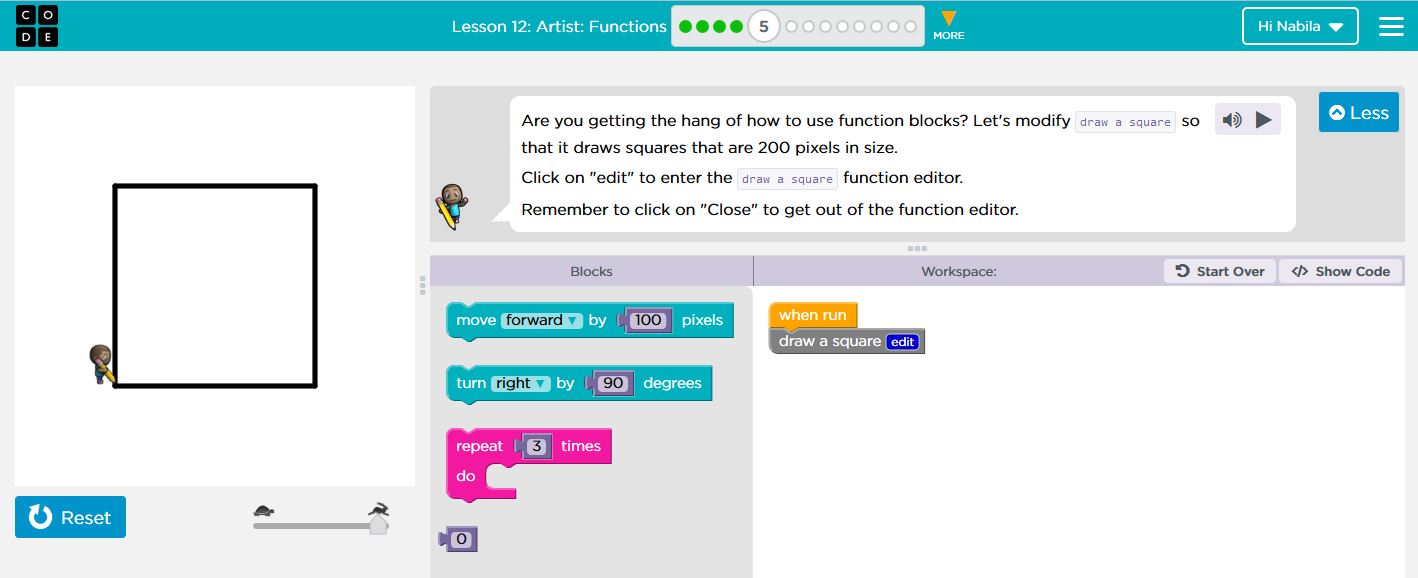 C O
D E
Lesson 12: Artist: Functions
5
MORE
Hi Nabila
Are you getting the hang of how to use function blocks? Let's modify draw a square so
that it draws squares that are 200 pixels in size.
Click on "edit" to enter the draw a square function editor.
Remember to click on "Close" to get out of the function editor.
Less
Blocks
Workspace:
Start Over
</> Show Code
move forward by 100 pixels
turn right by 90 degrees
repeat 3 times
do
0
when run
draw a square edit
Reset